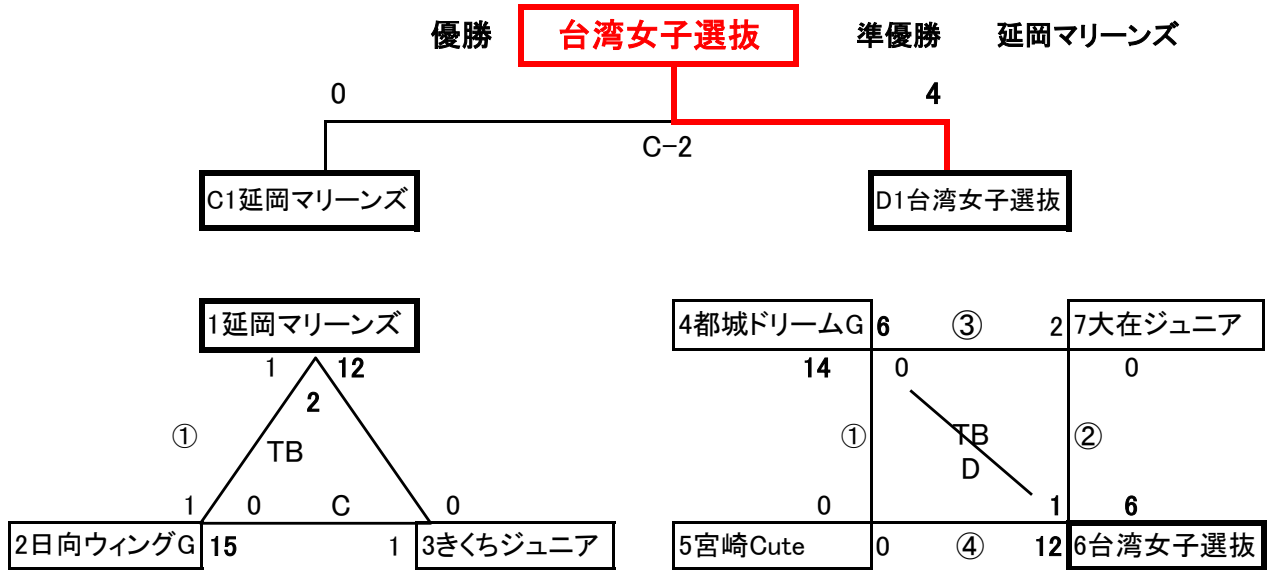 優勝 台湾女子選抜 準優勝 延岡マリーンズ
0 4
C-2
C1延岡マリーンズ D1台湾女子選抜
1延岡マリーンズ
1 12
2
①
TB
1 0 C 0
2日向ウィングG 15 1 3きくちジュニア
4都城ドリームG 6 ③ 2 7大在ジュニア
14 0 0
① TB ②
D
0 1 6
5宮崎Cute 0 ④ 12 6台湾女子選抜